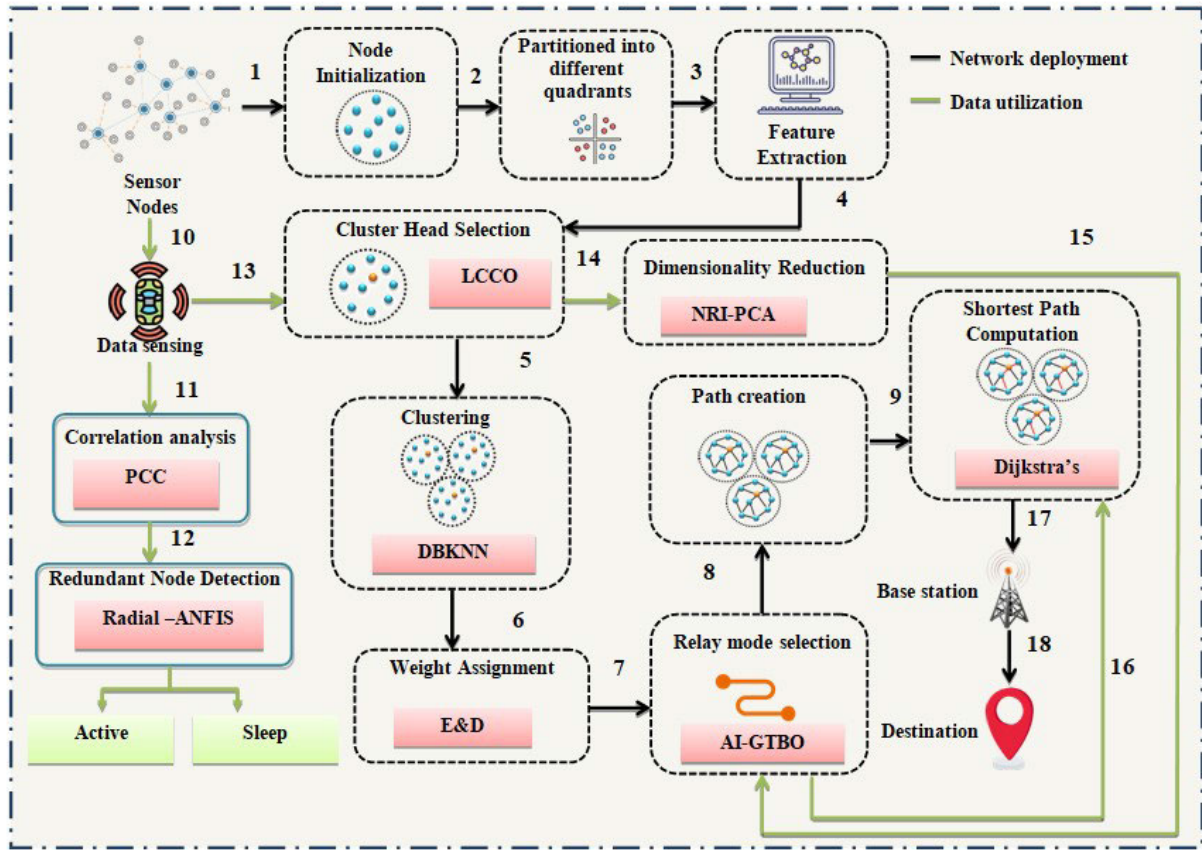 1
Node
Initialization
2
Partitioned into
different
quadrants
3
Feature
Extraction
Network deployment
Data utilization
Sensor
Nodes
4
10
13
Cluster Head Selection
LCCO
14
Dimensionality Reduction
NRI-PCA
15
Data sensing
Shortest Path
Computation
Dijkstra's
5
11
Correlation analysis
PCC
Clustering
DBKNN
Path creation
9
12
Redundant Node Detection
Radial –ANFIS
Active
Sleep
6
Weight Assignment
E&D
7
8
Relay mode selection
AI-GTBO
17
Base station
18
16
Destination